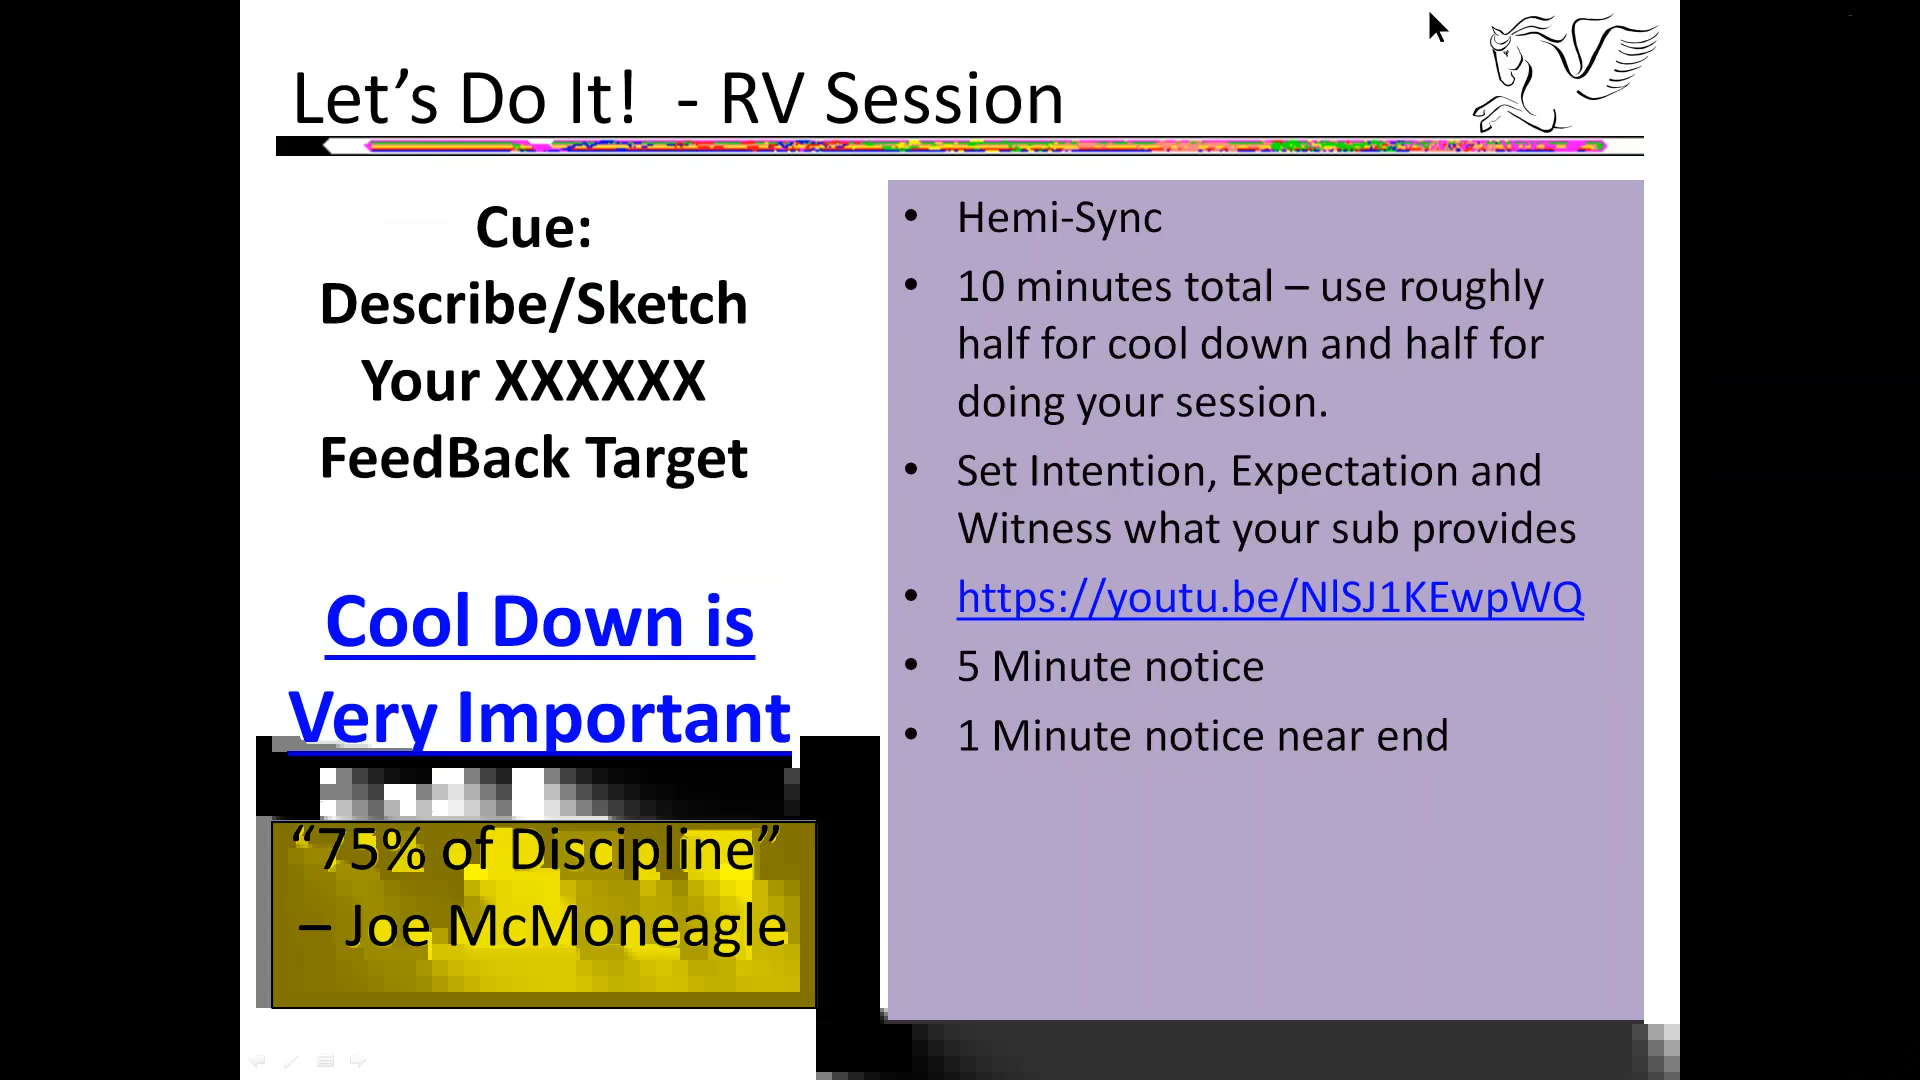 Let’s Do It!  - RV Session
Cue:
Describe/Sketch
Your XXXXXX
FeedBack Target
Cool Down is
Very Important
“75% of Discipline”
– Joe McMoneagle
• Hemi-Sync
• 10 minutes total – use roughly
half for cool down and half for
doing your session.
• Set Intention, Expectation and
Witness what your sub provides
• https://youtu.be/NlSJ1KEwpWQ
• 5 Minute notice
• 1 Minute notice near end